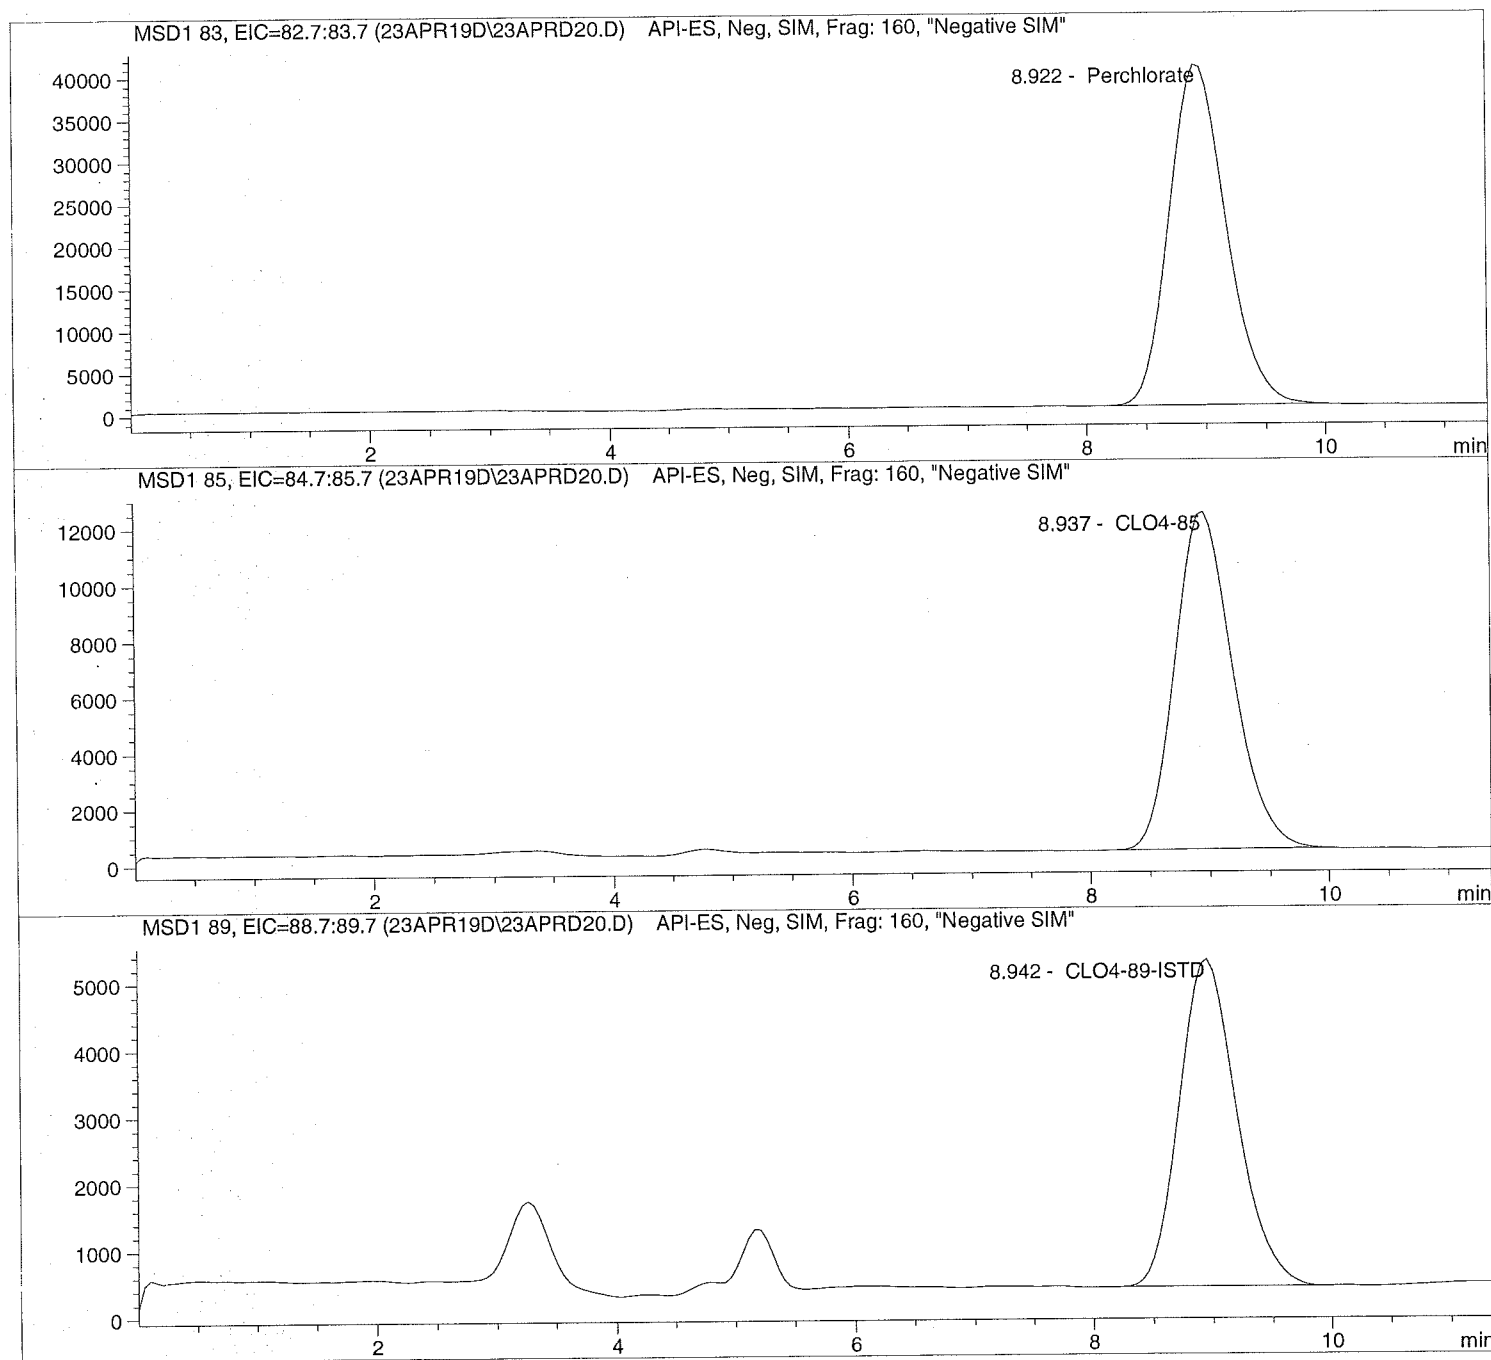 MSD1 83, EIC=82.7:83.7 (23APR19D\23APRD20.D) API-ES, Neg, SIM, Frag: 160, "Negative SIM"
8.922 - Perchlorate
40000
35000
30000
25000
20000
15000
10000
5000
0
2 4 6 8 10 min
MSD1 85, EIC=84.7:85.7 (23APR19D\23APRD20.D) API-ES, Neg, SIM, Frag: 160, "Negative SIM"
8.937 - CLO4-85
12000
10000
8000
6000
4000
2000
0
2 4 6 8 10 min
MSD1 89, EIC=88.7:89.7 (23APR19D\23APRD20.D) API-ES, Neg, SIM, Frag: 160, "Negative SIM"
8.942 - CLO4-89-ISTD
5000
4000
3000
2000
1000
0
2 4 6 8 10 min